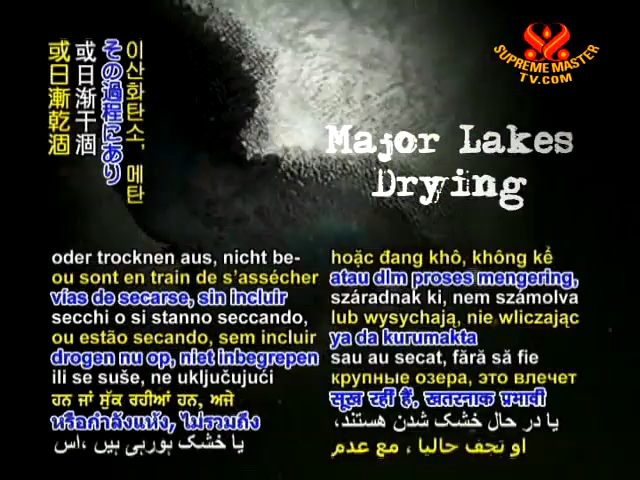 SUPREME MASTER
TV.COM
이산화탄소, 메탄
その過程にあり
或日渐干涸
或日漸乾涸
Major Lakes
Drying
oder trocknen aus, nicht be-
ou sont en train de s'assécher
vías de secarse, sin incluir
secchi o si stanno seccando,
ou estão secando, sem incluir
drogen nu op, niet inbegrepen
ili se suše, ne uključujući
ਹਨ ਜਾਂ ਸੁੱਕ ਰਹੀਆਂ ਹਨ, ਅਜੇ
หรือกำลังแห้ง, ไม่รวมถึง
یا خشک ہورہی ہیں ،اس
hoặc đang khô, không kể
atau dlm proses mengering,
száradnak ki, nem számolva
lub wysychają, nie wliczając
ya da kurumakta
sau au secat, fără să fie
крупные озера, это влечет
सूख रहीं हैं, खतरनाक प्रभावी
یا در حال خشک شدن هستند،
او تجف حاليا ، مع عدم